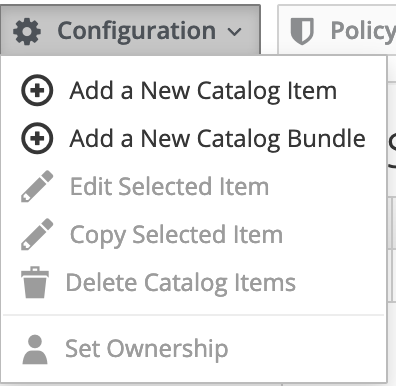 Configuration
Policy
Add a New Catalog Item
Add a New Catalog Bundle
Edit Selected Item
Copy Selected Item
Delete Catalog Items
Set Ownership